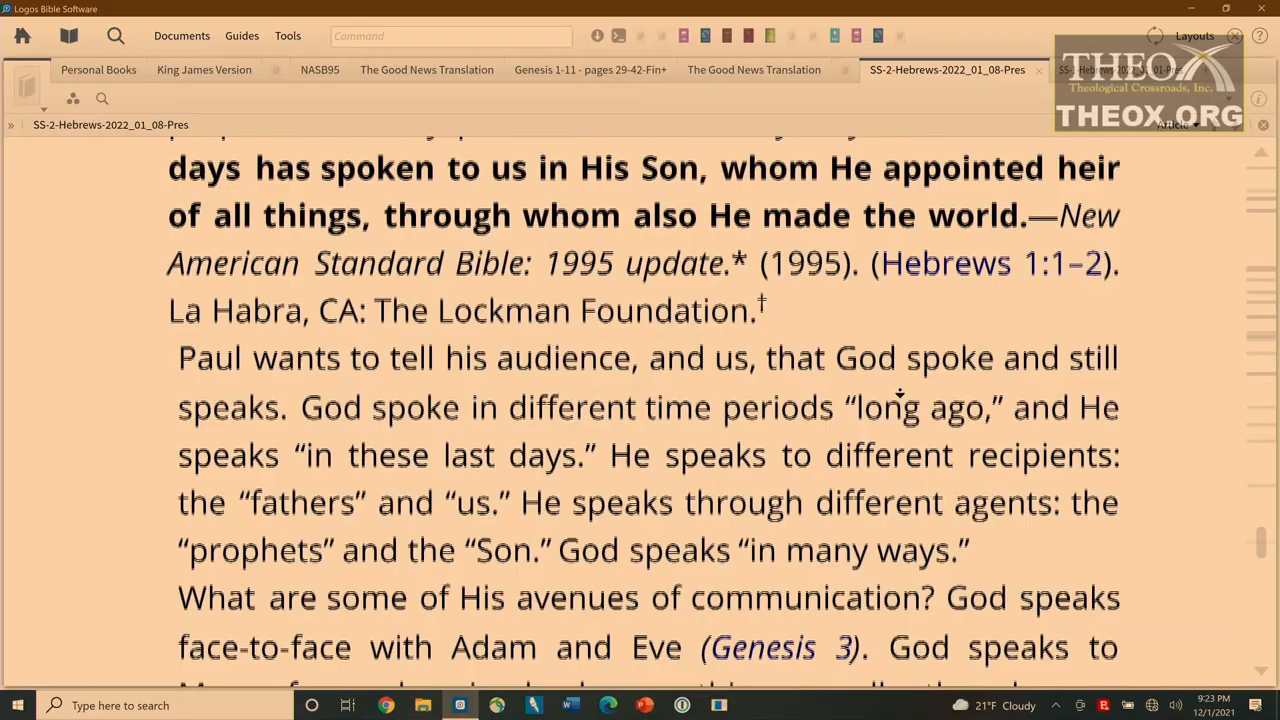 Logos Bible Software
Documents Guides Tools Command Layouts
Personal Books King James Version NASB95 The Good News Translation Genesis 1-11 - pages 29-42-Fin+ The Good News Translation SS-2-Hebrews-2022_01_08-Pres
THEOX
Theological Crossroads, Inc.
THEOX.ORG
SS-2-Hebrews-2022_01_08-Pres
days has spoken to us in His Son, whom He appointed heir
of all things, through whom also He made the world.—New
American Standard Bible: 1995 update.* (1995). (Hebrews 1:1–2).
La Habra, CA: The Lockman Foundation.†
Paul wants to tell his audience, and us, that God spoke and still
speaks. God spoke in different time periods “long ago,” and He
speaks “in these last days.” He speaks to different recipients:
the “fathers” and “us.” He speaks through different agents: the
“prophets” and the “Son.” God speaks “in many ways.”
What are some of His avenues of communication? God speaks
face-to-face with Adam and Eve (Genesis 3). God speaks to
Type here to search
21°F Cloudy
9:23 PM
12/1/2021